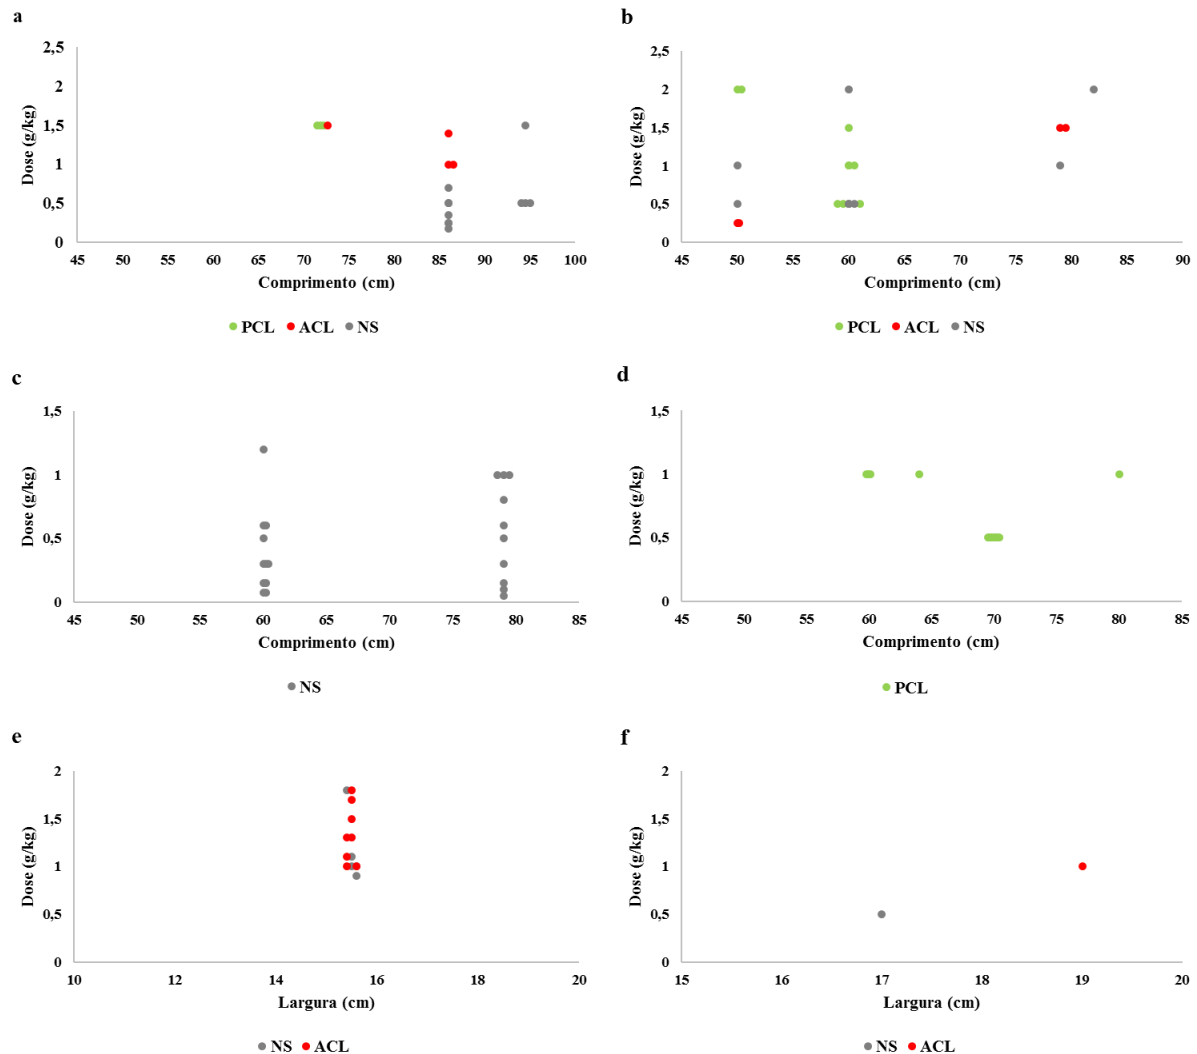 a
2,5
2
1,5
1
0,5
0
Dose (g/kg)
45 50 55 60 65 70 75 80 85 90 95 100
Comprimento (cm)
PCL ACL NS
b
2,5
2
1,5
1
0,5
0
Dose (g/kg)
45 50 55 60 65 70 75 80 85 90
Comprimento (cm)
PCL ACL NS
c
1,5
1
0,5
0
Dose (g/kg)
45 50 55 60 65 70 75 80 85
Comprimento (cm)
NS
d
1,5
1
0,5
0
Dose (g/kg)
45 50 55 60 65 70 75 80 85
Comprimento (cm)
PCL
e
2
1,5
1
0,5
0
Dose (g/kg)
10 12 14 16 18 20
Largura (cm)
NS ACL
f
2
1,5
1
0,5
0
Dose (g/kg)
15 16 17 18 19 20
Largura (cm)
NS ACL